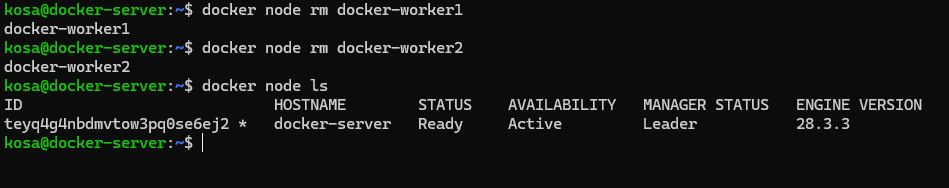 kosa@docker-server:~$ docker node rm docker-worker1
docker-worker1
kosa@docker-server:~$ docker node rm docker-worker2
docker-worker2
kosa@docker-server:~$ docker node ls
ID                            HOSTNAME        STATUS    AVAILABILITY   MANAGER STATUS   ENGINE VERSION
teyq4g4nbdmvtow3pq0se6ej2 *   docker-server   Ready     Active         Leader           28.3.3
kosa@docker-server:~$